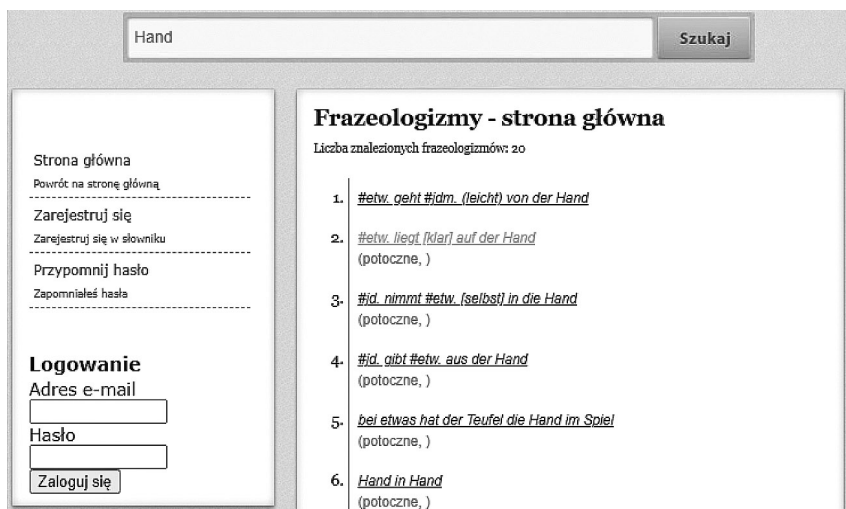 Hand
Szukaj
Strona główna
Powrót na stronę główną
Zarejestruj się
Zarejestruj się w słowniku
Przypomnij hasło
Zapomniałeś hasła
Logowanie
Adres e-mail
Hasło
Zaloguj się
Frazeologizmy - strona główna
Liczba znalezionych frazeologizmów: 20
1. #etw. geht #jdm. (leicht) von der Hand
2. #etw. liegt [klar] auf der Hand
(potoczne, )
3. #jd. nimmt #etw. [selbst] in die Hand
(potoczne, )
4. #jd. gibt #etw. aus der Hand
(potoczne, )
5. bei etwas hat der Teufel die Hand im Spiel
(potoczne, )
6. Hand in Hand
(potoczne, )